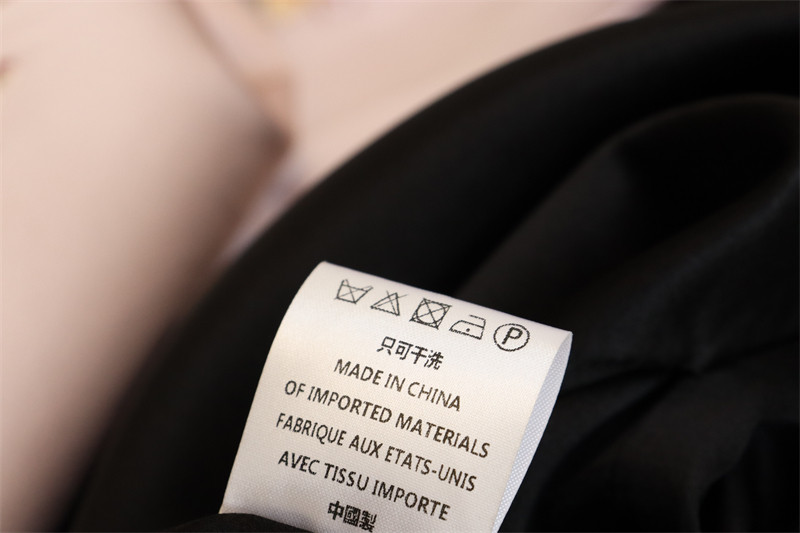 P
只可干洗
MADE IN CHINA
OF IMPORTED MATERIALS
FABRIQUE AUX ETATS-UNIS
AVEC TISSU IMPORTE
中國製